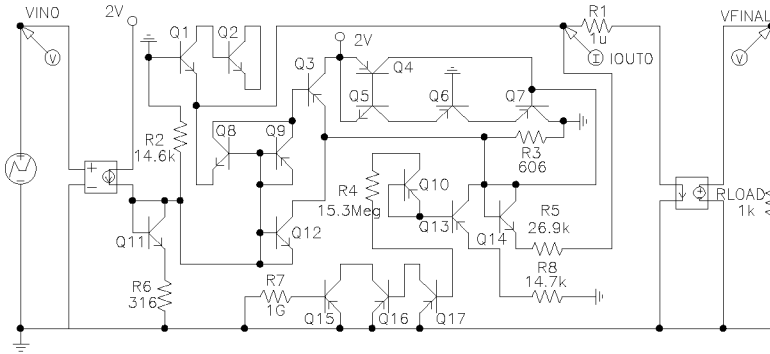 VIN0
2V
Q1
Q2
R1
1u
VFINAL
V
2V
I
IOUT0
V
Q3
Q4
Q5
Q6
Q7
R2
14.6k
Q8
Q9
R3
606
R4
15.3Meg
Q10
+
-
Q11
Q12
Q13
Q14
R5
26.9k
RLOAD
1k
R6
316
R7
1G
R8
14.7k
Q15
Q16
Q17